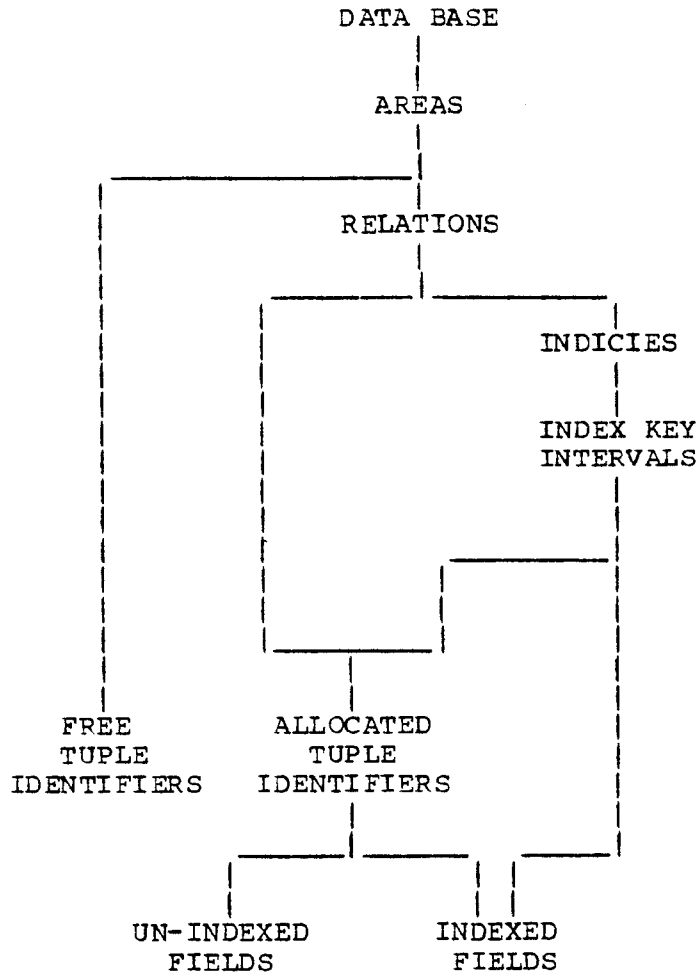 DATA BASE
AREAS
RELATIONS
INDICIES
INDEX KEY
INTERVALS
FREE
TUPLE
IDENTIFIERS
ALLOCATED
TUPLE
IDENTIFIERS
UN-INDEXED
FIELDS
INDEXED
FIELDS